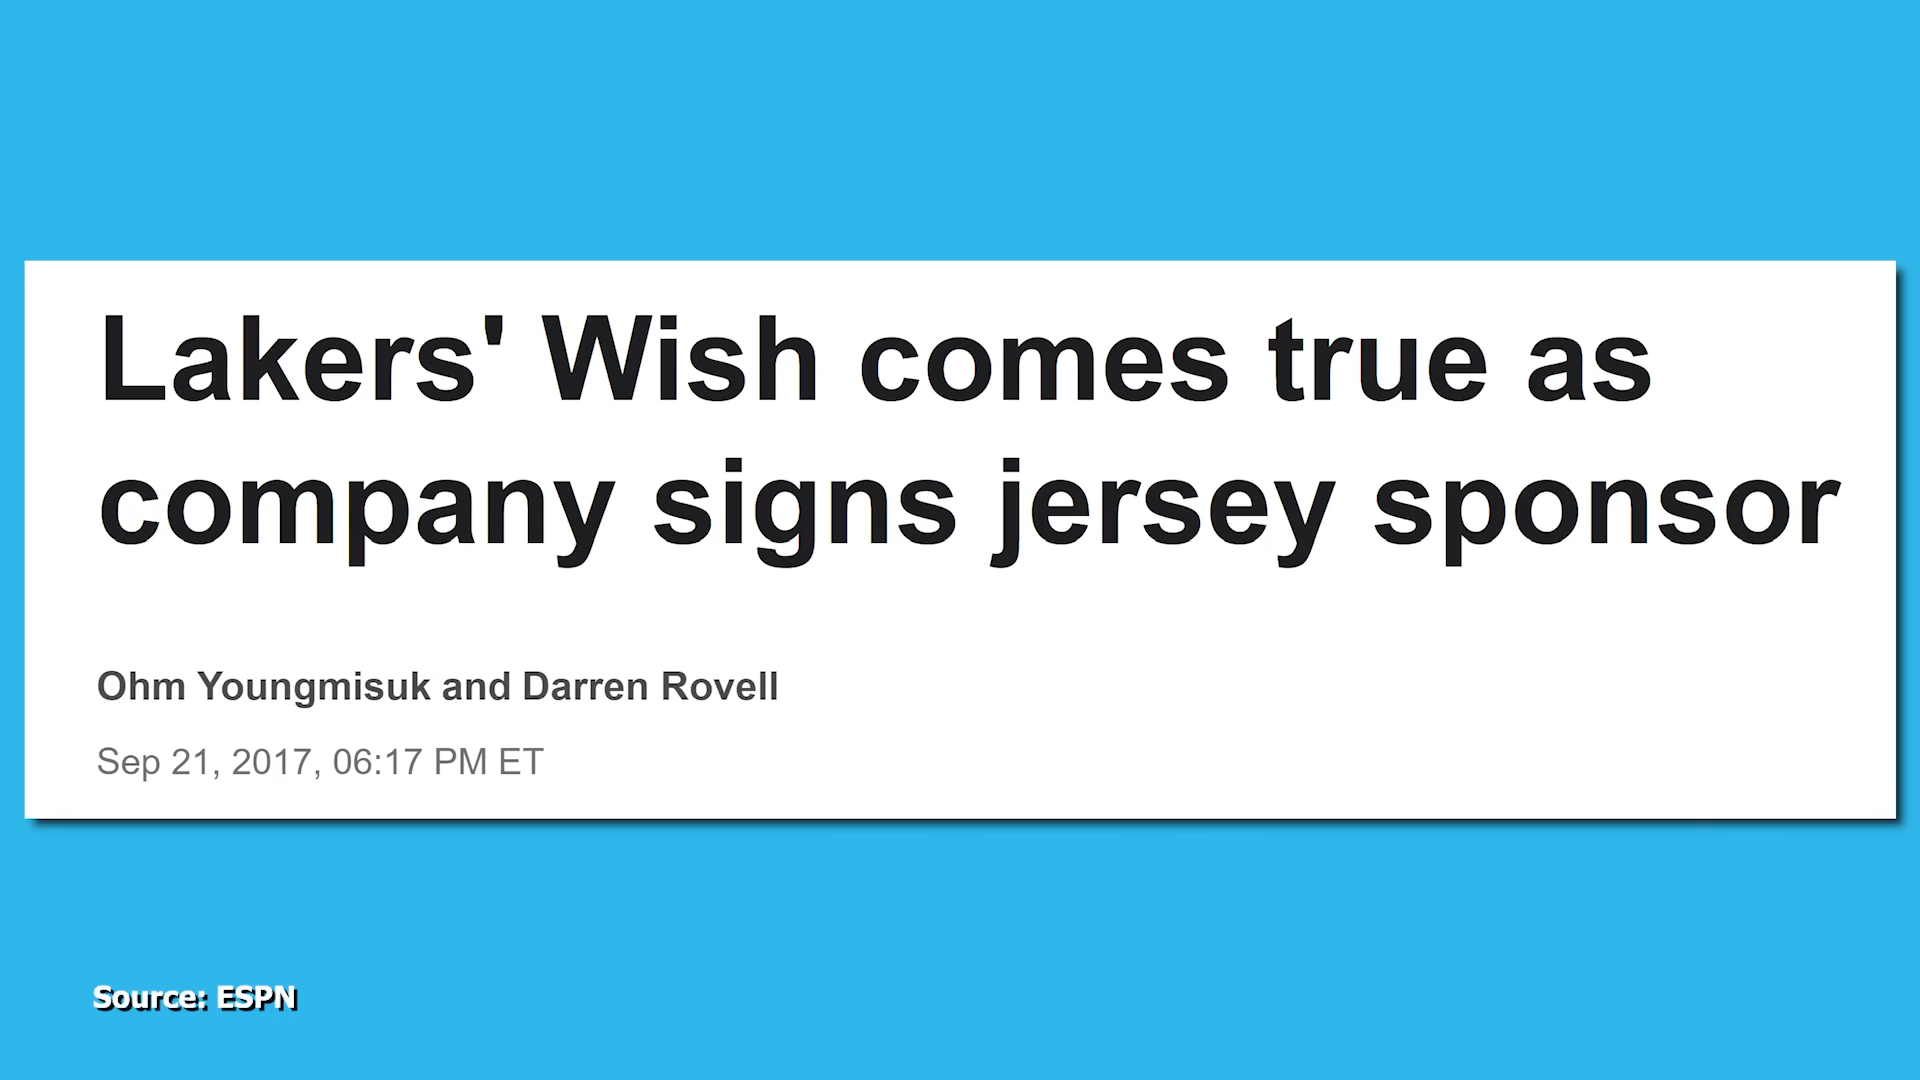 Lakers' Wish comes true as
company signs jersey sponsor
Ohm Youngmisuk and Darren Rovell
Sep 21, 2017, 06:17 PM ET
Source: ESPN